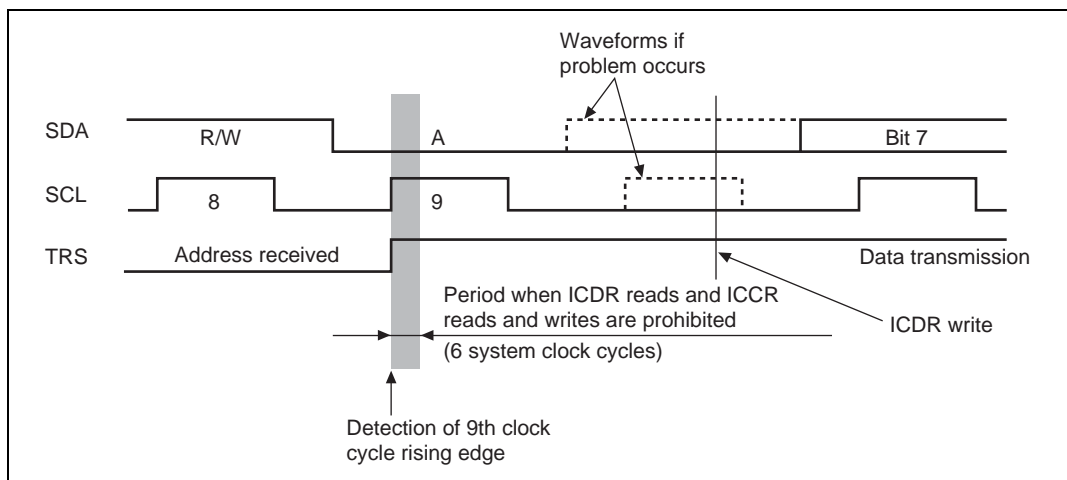 Waveforms if
problem occurs
SDA
R/W
A
Bit 7
SCL
8
9
TRS
Address received
Data transmission
Period when ICDR reads and ICCR
reads and writes are prohibited
(6 system clock cycles)
ICDR write
Detection of 9th clock
cycle rising edge